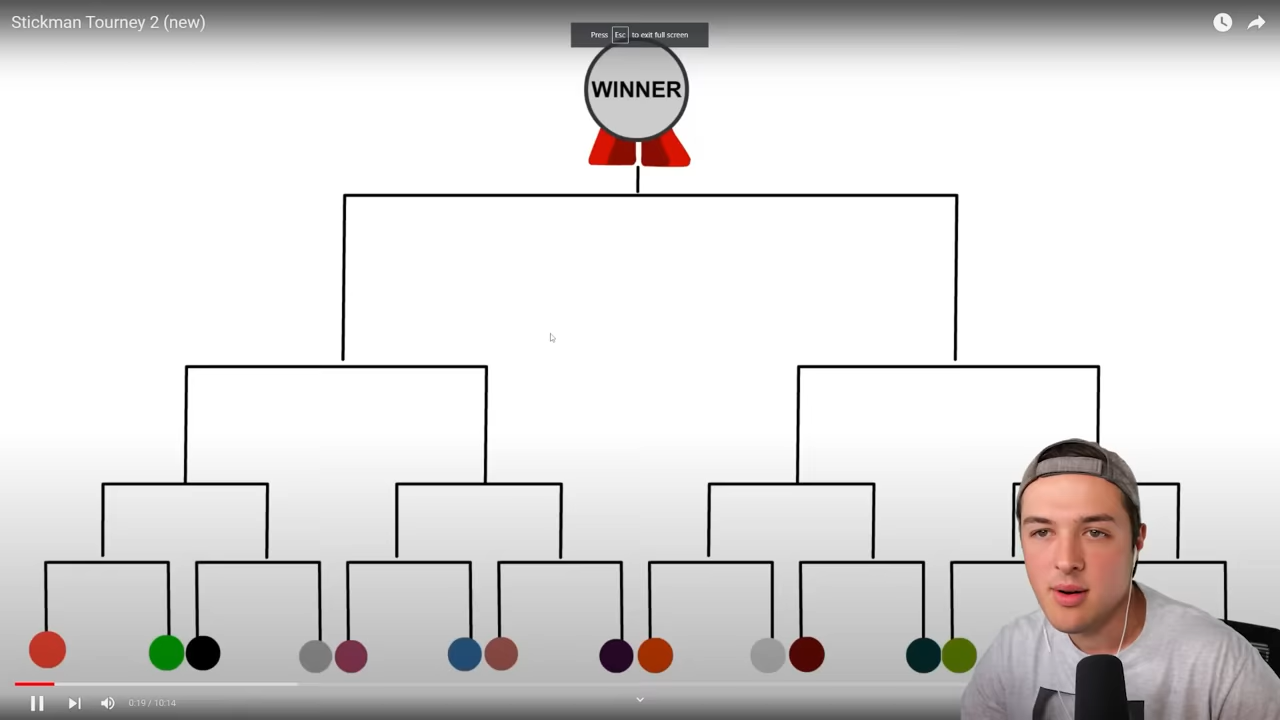 Stickman Tourney 2 (new)
Press Esc to exit full screen
WINNER
0:19 / 10:14